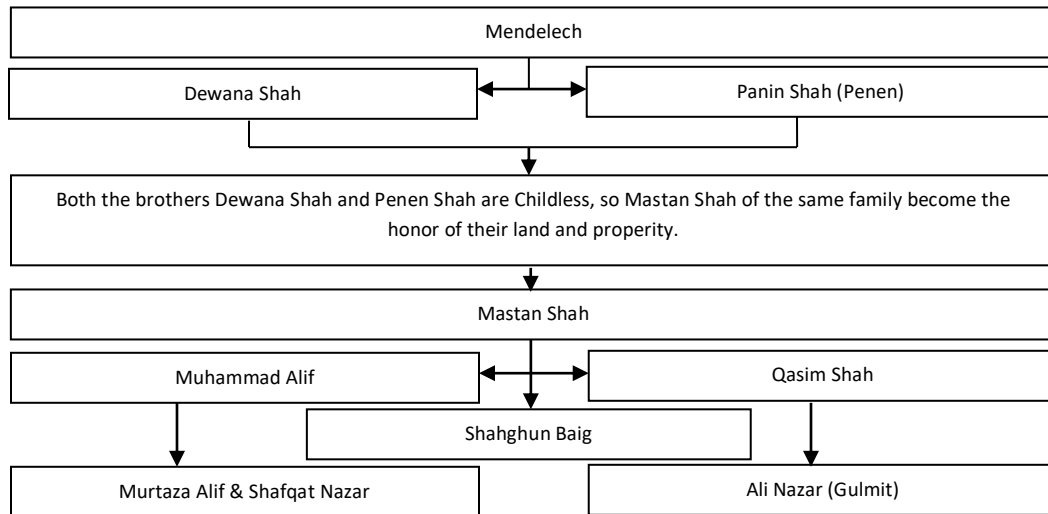 Mendelech
Dewana Shah
Panin Shah (Penen)
Both the brothers Dewana Shah and Penen Shah are Childless, so Mastan Shah of the same family become the
honor of their land and properity.
Mastan Shah
Muhammad Alif
Qasim Shah
Shahghun Baig
Murtaza Alif & Shafqat Nazar
Ali Nazar (Gulmit)